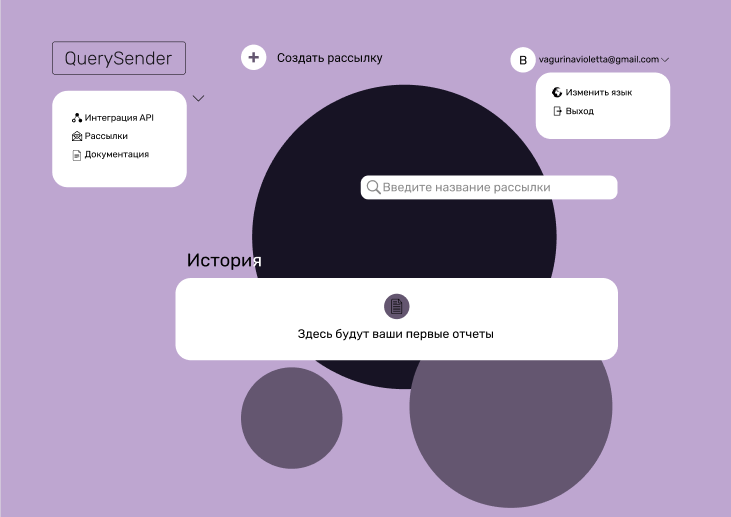 QuerySender
Создать рассылку
В
vagurinavioletta@gmail.com
Изменить язык
Выход
Интеграция API
Рассылки
Документация
Введите название рассылки
История
Здесь будут ваши первые отчеты